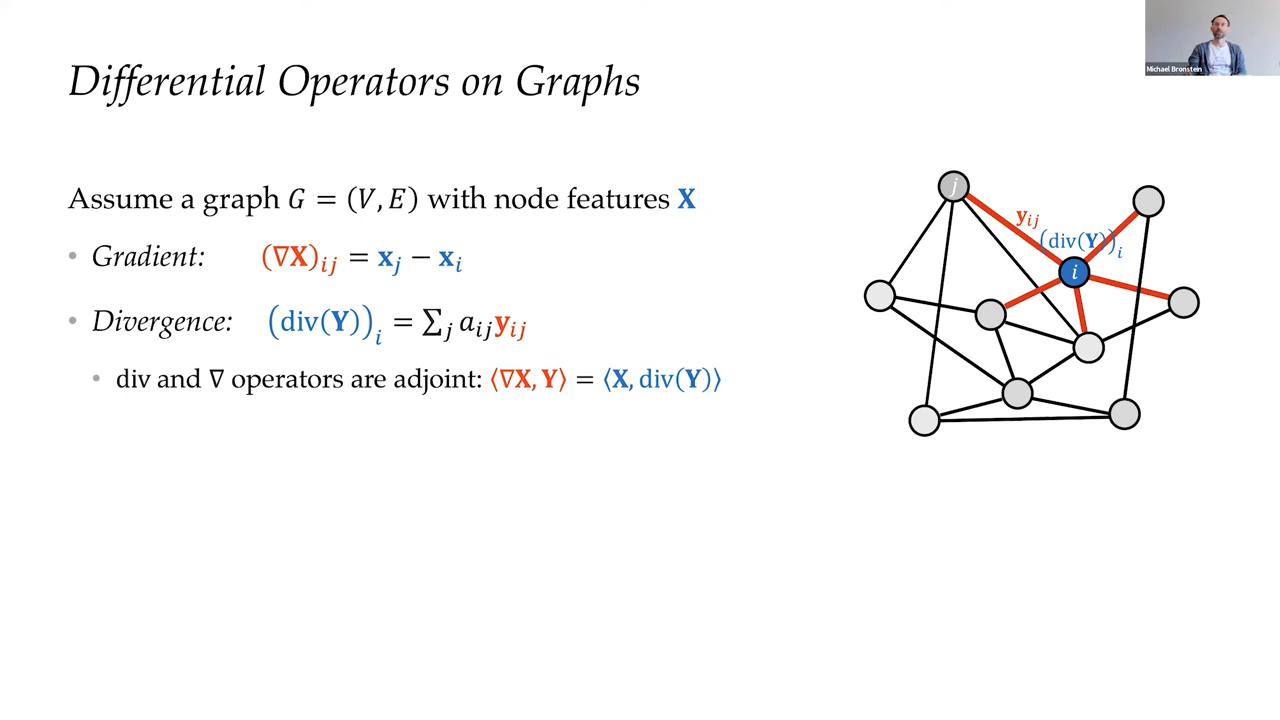 Differential Operators on Graphs
Michael Bronstein
Assume a graph G = (V, E) with node features X
• Gradient: (∇X)ij = xj − xi
• Divergence: (div(Y))i = ∑j aij yij
• div and ∇ operators are adjoint: ⟨∇X, Y⟩ = ⟨X, div(Y)⟩
j
yij
(div(Y))i
i